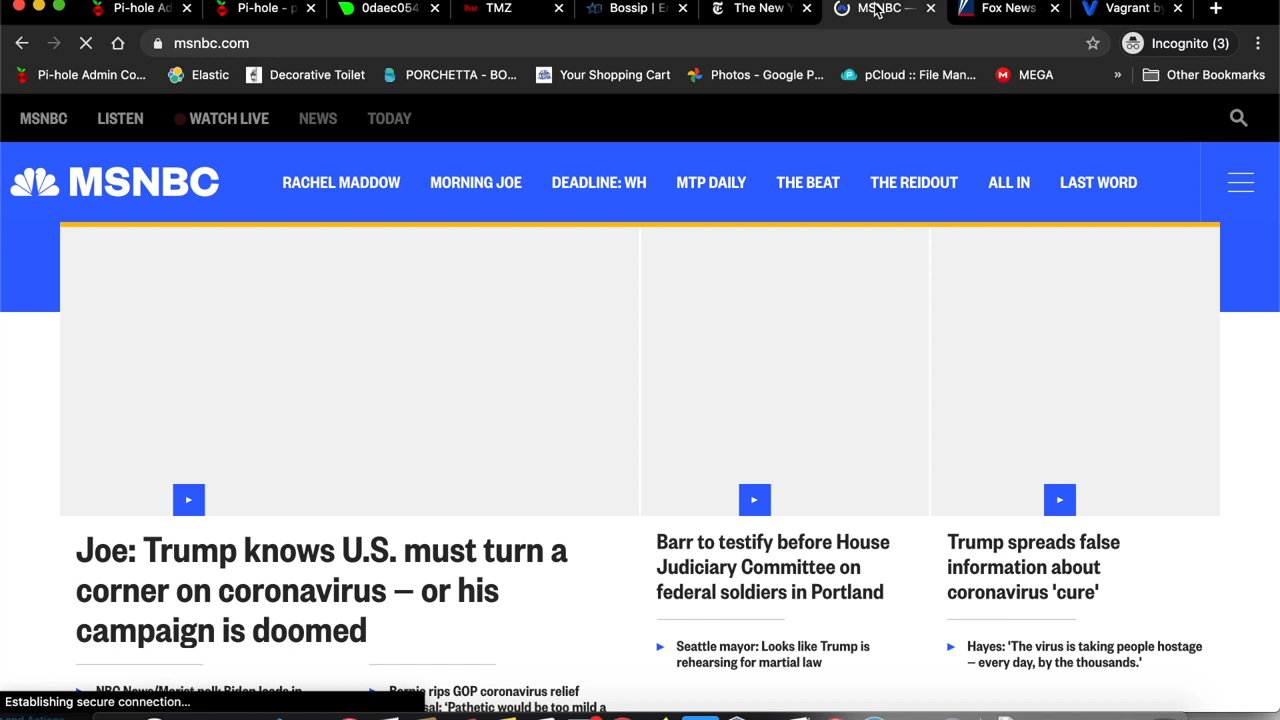 Pi-hole Ad
Pi-hole - p
0daec054
TMZ
Bossip | Er
The New Y
MSNBC —
Fox News
Vagrant by
msnbc.com
Incognito (3)
Pi-hole Admin Co...
Elastic
Decorative Toilet
PORCHETTA - BO...
Your Shopping Cart
Photos - Google P...
pCloud :: File Man...
MEGA
»
Other Bookmarks
MSNBC
LISTEN
WATCH LIVE
NEWS
TODAY
MSNBC
RACHEL MADDOW
MORNING JOE
DEADLINE: WH
MTP DAILY
THE BEAT
THE REIDOUT
ALL IN
LAST WORD
Joe: Trump knows U.S. must turn a
corner on coronavirus – or his
campaign is doomed
Barr to testify before House
Judiciary Committee on
federal soldiers in Portland
Seattle mayor: Looks like Trump is
rehearsing for martial law
Trump spreads false
information about
coronavirus 'cure'
Hayes: 'The virus is taking people hostage
– every day, by the thousands.'
NBC News/Marist poll: Biden leads in
Bernie rips GOP coronavirus relief
sal: 'Pathetic would be too mild a
Establishing secure connection...